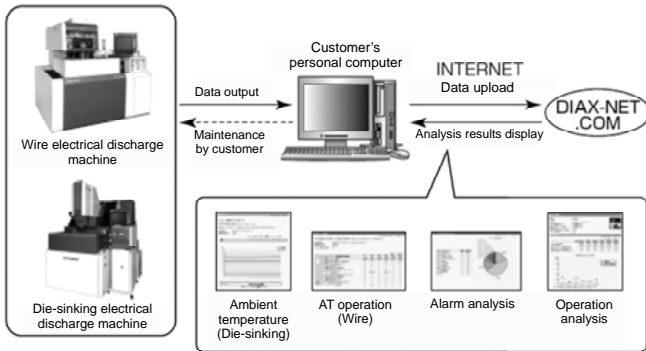 Customer's
personal computer
INTERNET
Data upload
DIAX-NET
.COM
Data output
Maintenance
by customer
Analysis results display
Wire electrical discharge
machine
Die-sinking electrical
discharge machine
Ambient
temperature
(Die-sinking)
AT operation
(Wire)
Alarm analysis
Operation
analysis